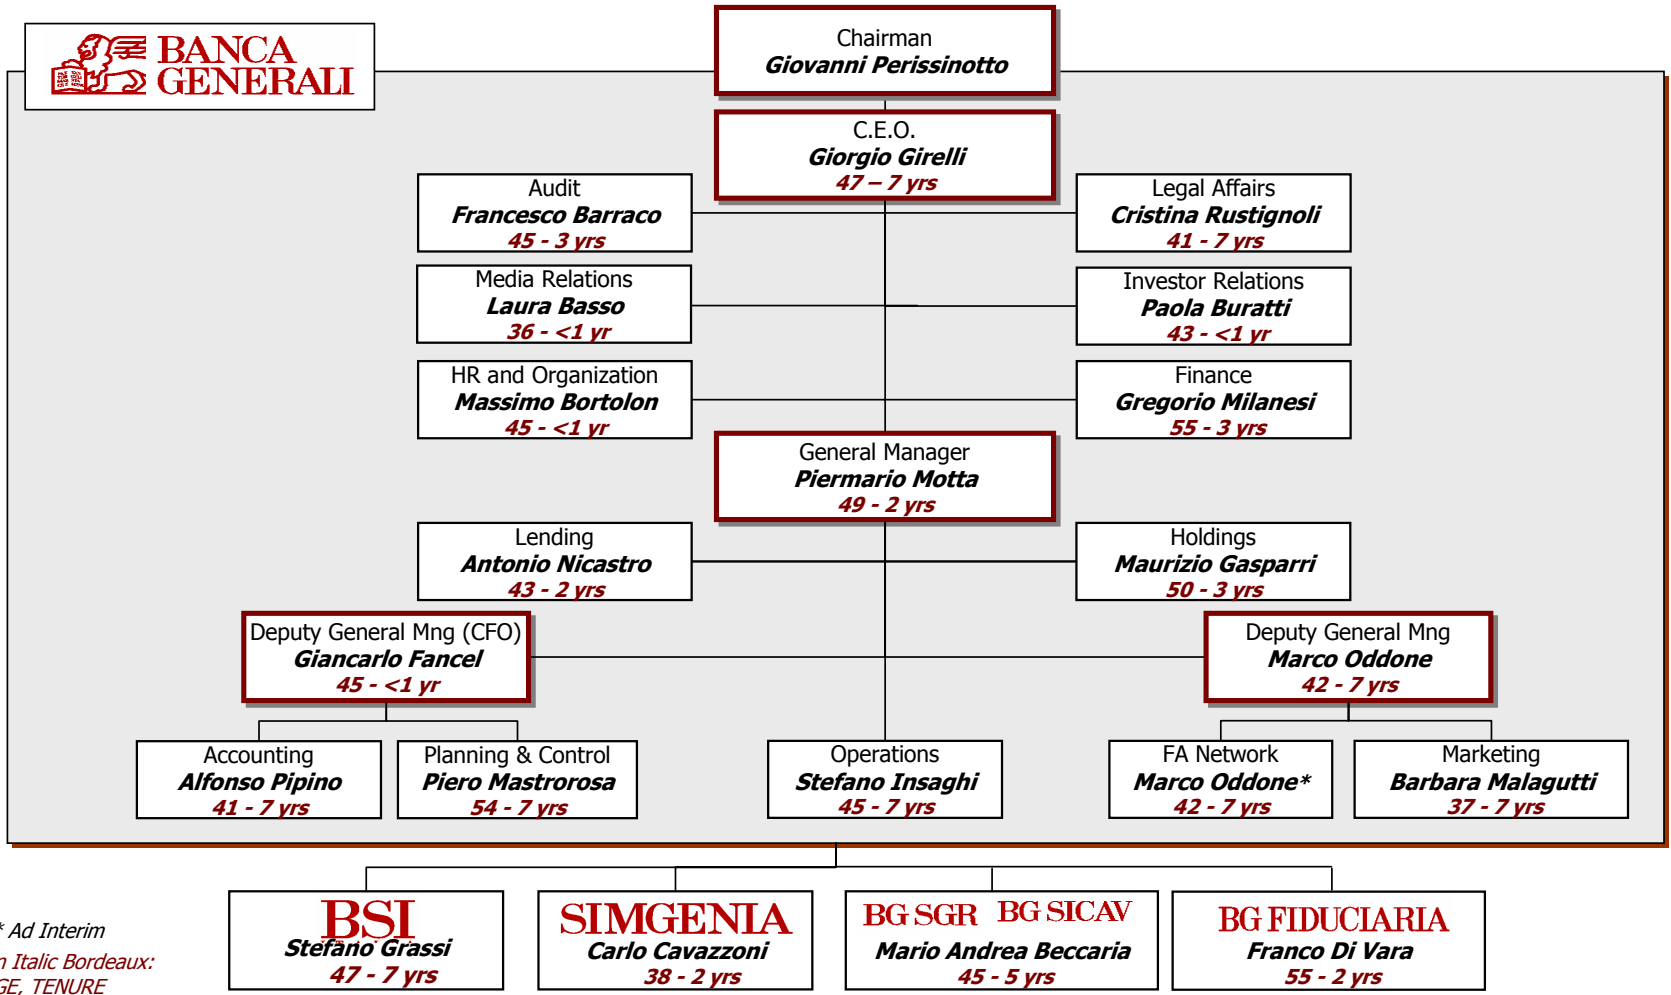 BANCA
GENERALI
Chairman
Giovanni Perissinotto
C.E.O.
Giorgio Girelli
47 – 7 yrs
Audit
Francesco Barraco
45 - 3 yrs
Legal Affairs
Cristina Rustignoli
41 - 7 yrs
Media Relations
Laura Basso
36 - <1 yr
Investor Relations
Paola Buratti
43 - <1 yr
HR and Organization
Massimo Bortolon
45 - <1 yr
Finance
Gregorio Milanesi
55 - 3 yrs
General Manager
Piermario Motta
49 - 2 yrs
Lending
Antonio Nicastro
43 - 2 yrs
Holdings
Maurizio Gasparri
50 - 3 yrs
Deputy General Mng (CFO)
Giancarlo Fancel
45 - <1 yr
Deputy General Mng
Marco Oddone
42 - 7 yrs
Accounting
Alfonso Pipino
41 - 7 yrs
Planning & Control
Piero Mastrorosa
54 - 7 yrs
Operations
Stefano Insaghi
45 - 7 yrs
FA Network
Marco Oddone*
42 - 7 yrs
Marketing
Barbara Malagutti
37 - 7 yrs
BSI
Stefano Grassi
47 - 7 yrs
SIMGENIA
Carlo Cavazzoni
38 - 2 yrs
BG SGR BG SICAV
Mario Andrea Beccaria
45 - 5 yrs
BG FIDUCIARIA
Franco Di Vara
55 - 2 yrs
* Ad Interim
n Italic Bordeaux:
GE, TENURE